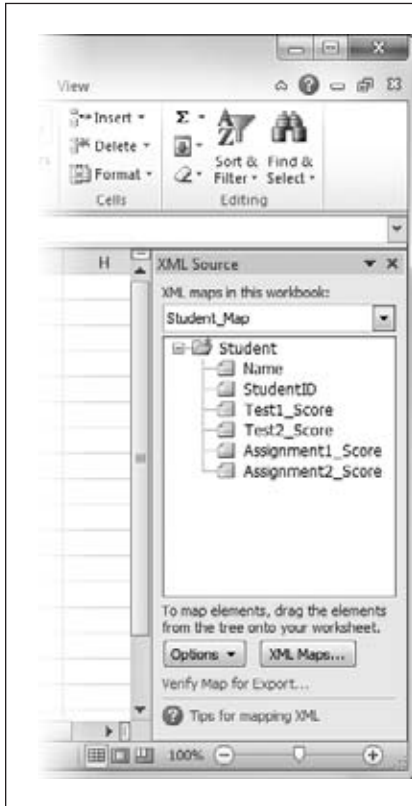 View
Insert
Delete
Format
Cells
Σ
A
Z
Sort &
Filter
Find &
Select
Editing
H
XML Source
XML maps in this workbook:
Student_Map
Student
Name
StudentID
Test1_Score
Test2_Score
Assignment1_Score
Assignment2_Score
To map elements, drag the elements
from the tree onto your worksheet.
Options
XML Maps...
Verify Map for Export...
Tips for mapping XML
100%